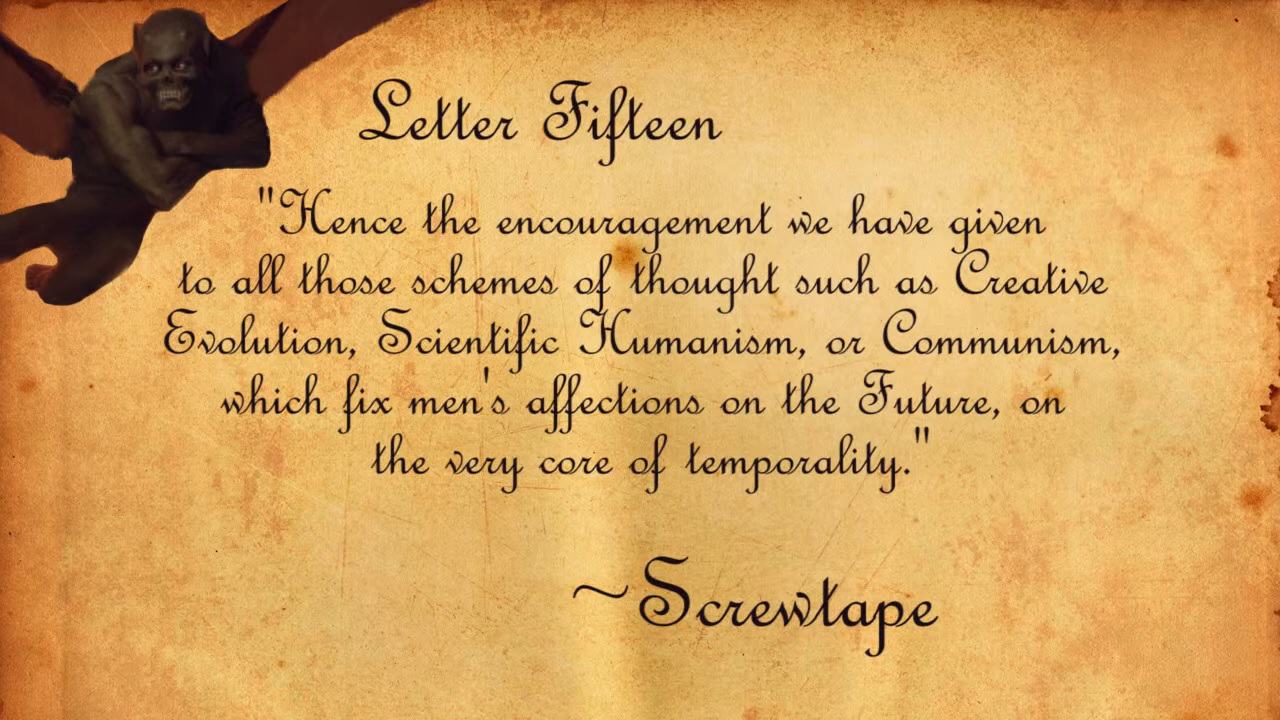 Letter Fifteen
"Hence the encouragement we have given
to all those schemes of thought such as Creative
Evolution, Scientific Humanism, or Communism,
which fix men's affections on the Future, on
the very core of temporality."
~Screwtape